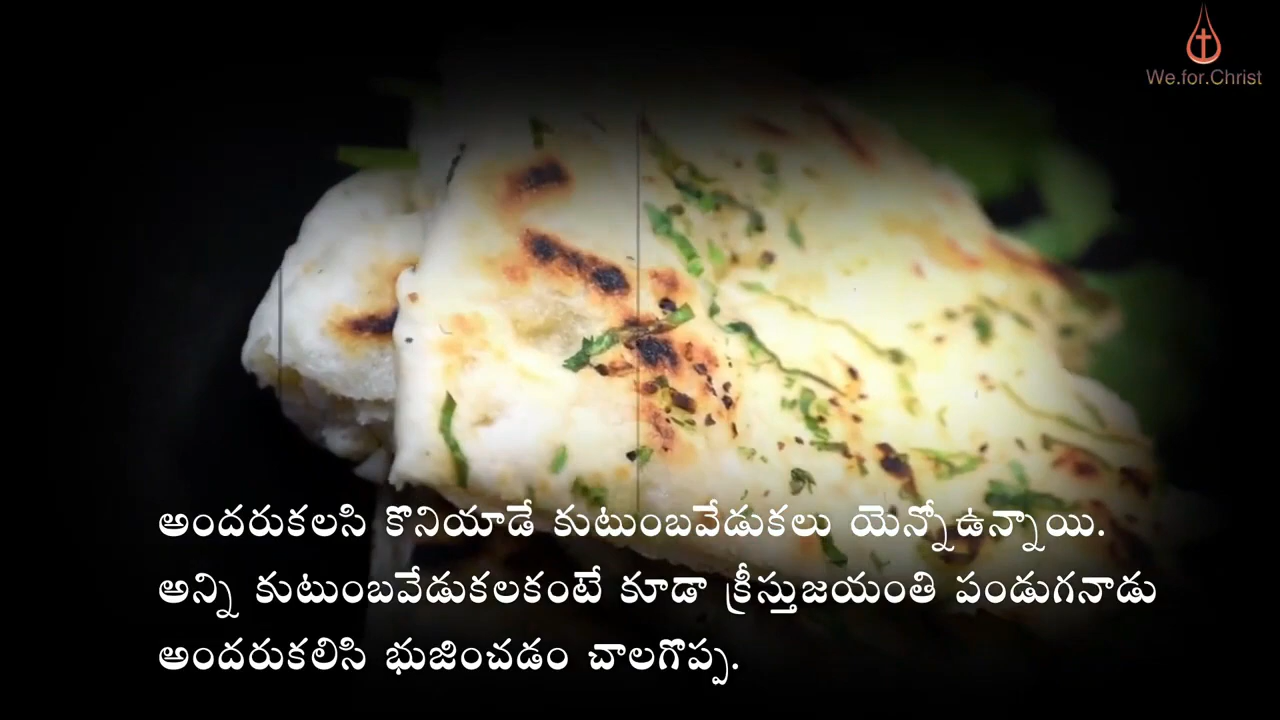 We.for.Christ
అందరుకలసి కొనియాడే కుటుంబవేడుకలు యెన్నోఉన్నాయి.
అన్ని కుటుంబవేడుకలకంటే కూడా క్రీస్తుజయంతి పండుగనాడు
అందరుకలిసి భుజించడం చాలగొప్ప.